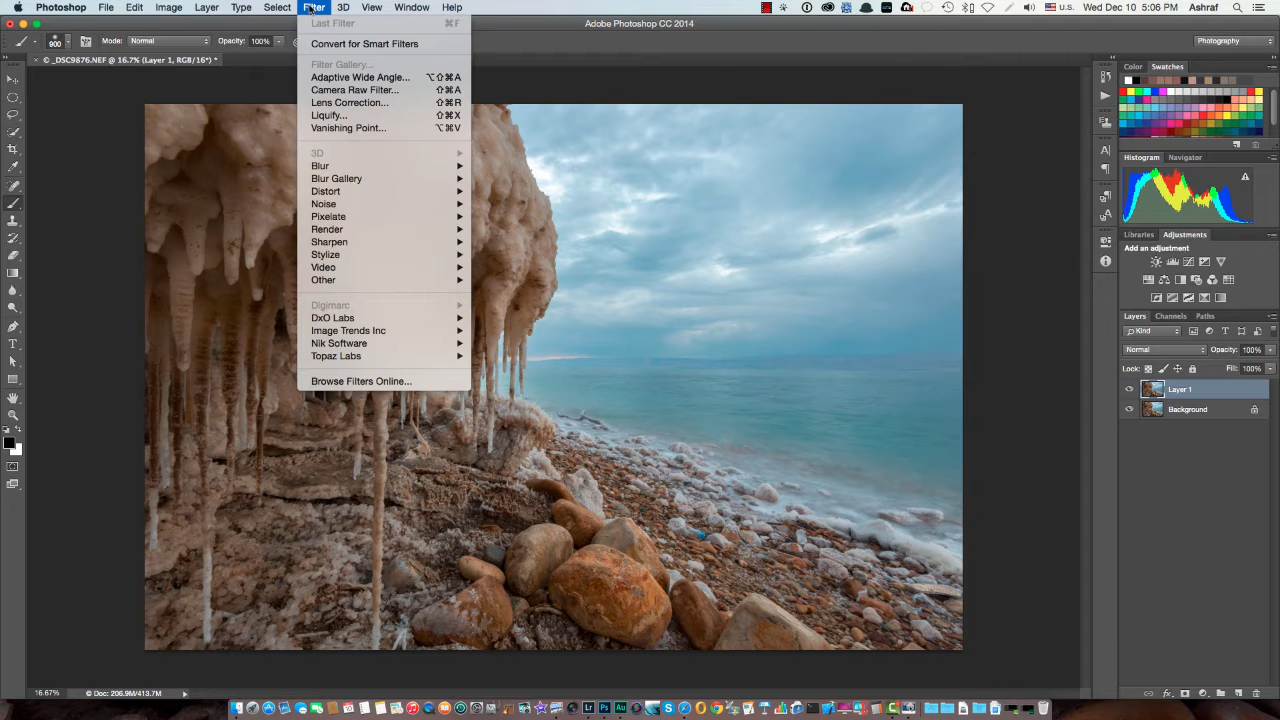 Photoshop File Edit Image Layer Type Select Filter 3D View Window Help U.S. Wed Dec 10 5:06 PM Ashraf
Adobe Photoshop CC 2014
900 Mode: Normal Opacity: 100% Photography
× © _DSC9876.NEF @ 16.7% (Layer 1, RGB/16*) *
Last Filter ⌘F
Convert for Smart Filters
Filter Gallery...
Adaptive Wide Angle... ⌥⇧⌘A
Camera Raw Filter... ⇧⌘A
Lens Correction... ⇧⌘R
Liquify... ⇧⌘X
Vanishing Point... ⌥⌘V
3D
Blur
Blur Gallery
Distort
Noise
Pixelate
Render
Sharpen
Stylize
Video
Other
Digimarc
DxO Labs
Image Trends Inc
Nik Software
Topaz Labs
Browse Filters Online...
Color Swatches
Histogram Navigator
Libraries Adjustments
Add an adjustment
Layers Channels Paths
Kind
Normal Opacity: 100%
Lock: Fill: 100%
Layer 1
Background
16.67% © Doc: 206.9M/413.7M